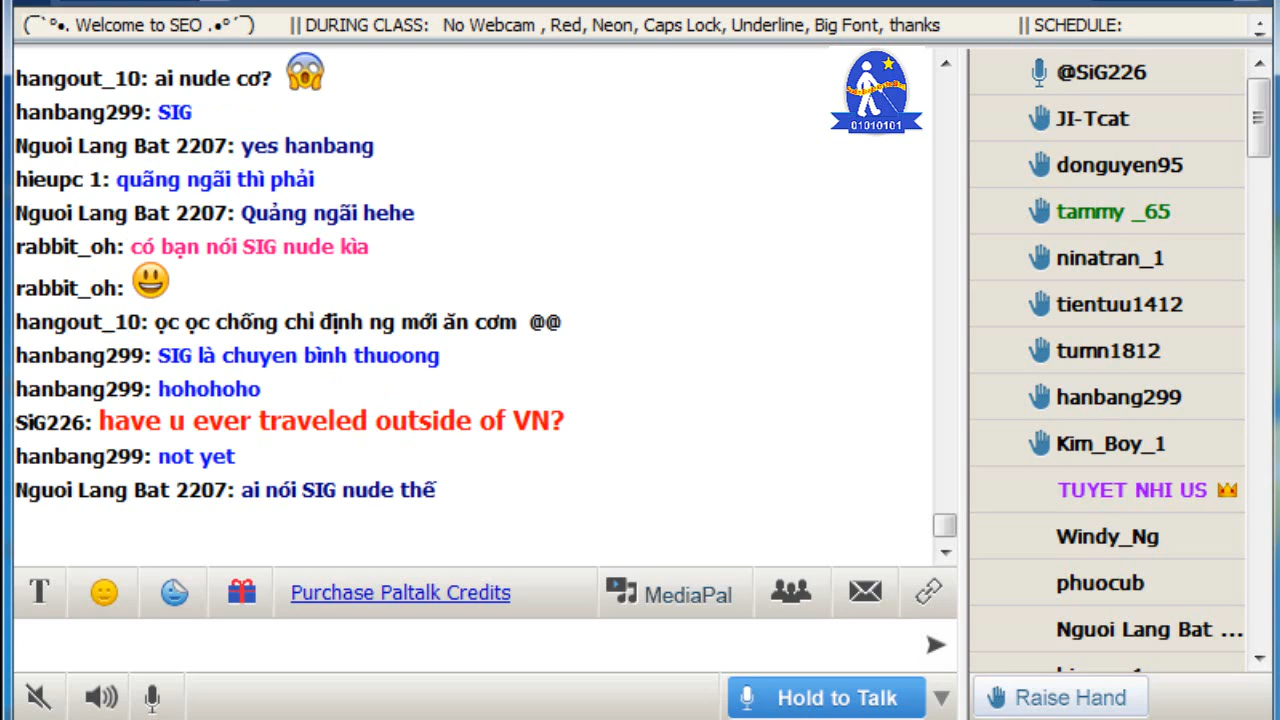 (¯`°•. Welcome to SEO .•°´¯) || DURING CLASS: No Webcam , Red, Neon, Caps Lock, Underline, Big Font, thanks || SCHEDULE:
hangout_10: ai nude cơ?
hanbang299: SIG
Nguoi Lang Bat 2207: yes hanbang
hieupc 1: quãng ngãi thì phải
Nguoi Lang Bat 2207: Quảng ngãi hehe
rabbit_oh: có bạn nói SIG nude kìa
rabbit_oh:
hangout_10: ọc ọc chống chỉ định ng mới ăn cơm @@
hanbang299: SIG là chuyen bình thuoong
hanbang299: hohohoho
SiG226: have u ever traveled outside of VN?
hanbang299: not yet
Nguoi Lang Bat 2207: ai nói SIG nude thế
01010101
@SiG226
JI-Tcat
donguyen95
tammy _65
ninatran_1
tientuu1412
tumn1812
hanbang299
Kim_Boy_1
TUYET NHI US
Windy_Ng
phuocub
Nguoi Lang Bat ...
T
Purchase Paltalk Credits
MediaPal
Hold to Talk
Raise Hand